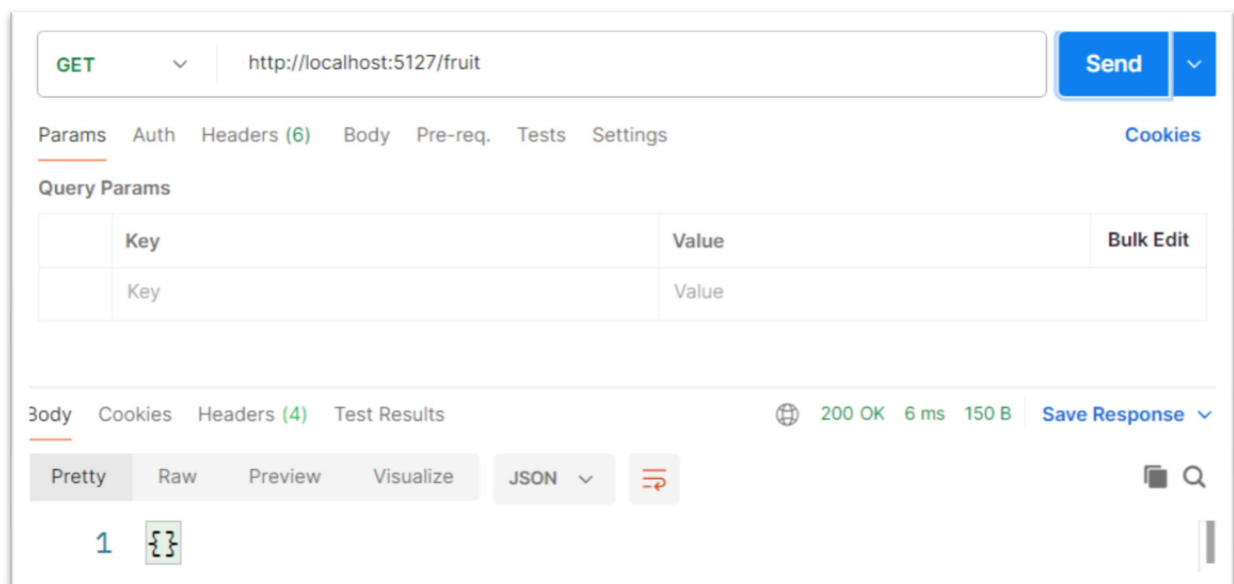 GET http://localhost:5127/fruit Send
Params Auth Headers (6) Body Pre-req. Tests Settings Cookies
Query Params
Key Value Bulk Edit
Key Value
Body Cookies Headers (4) Test Results 200 OK 6 ms 150 B Save Response
Pretty Raw Preview Visualize JSON
1 {}